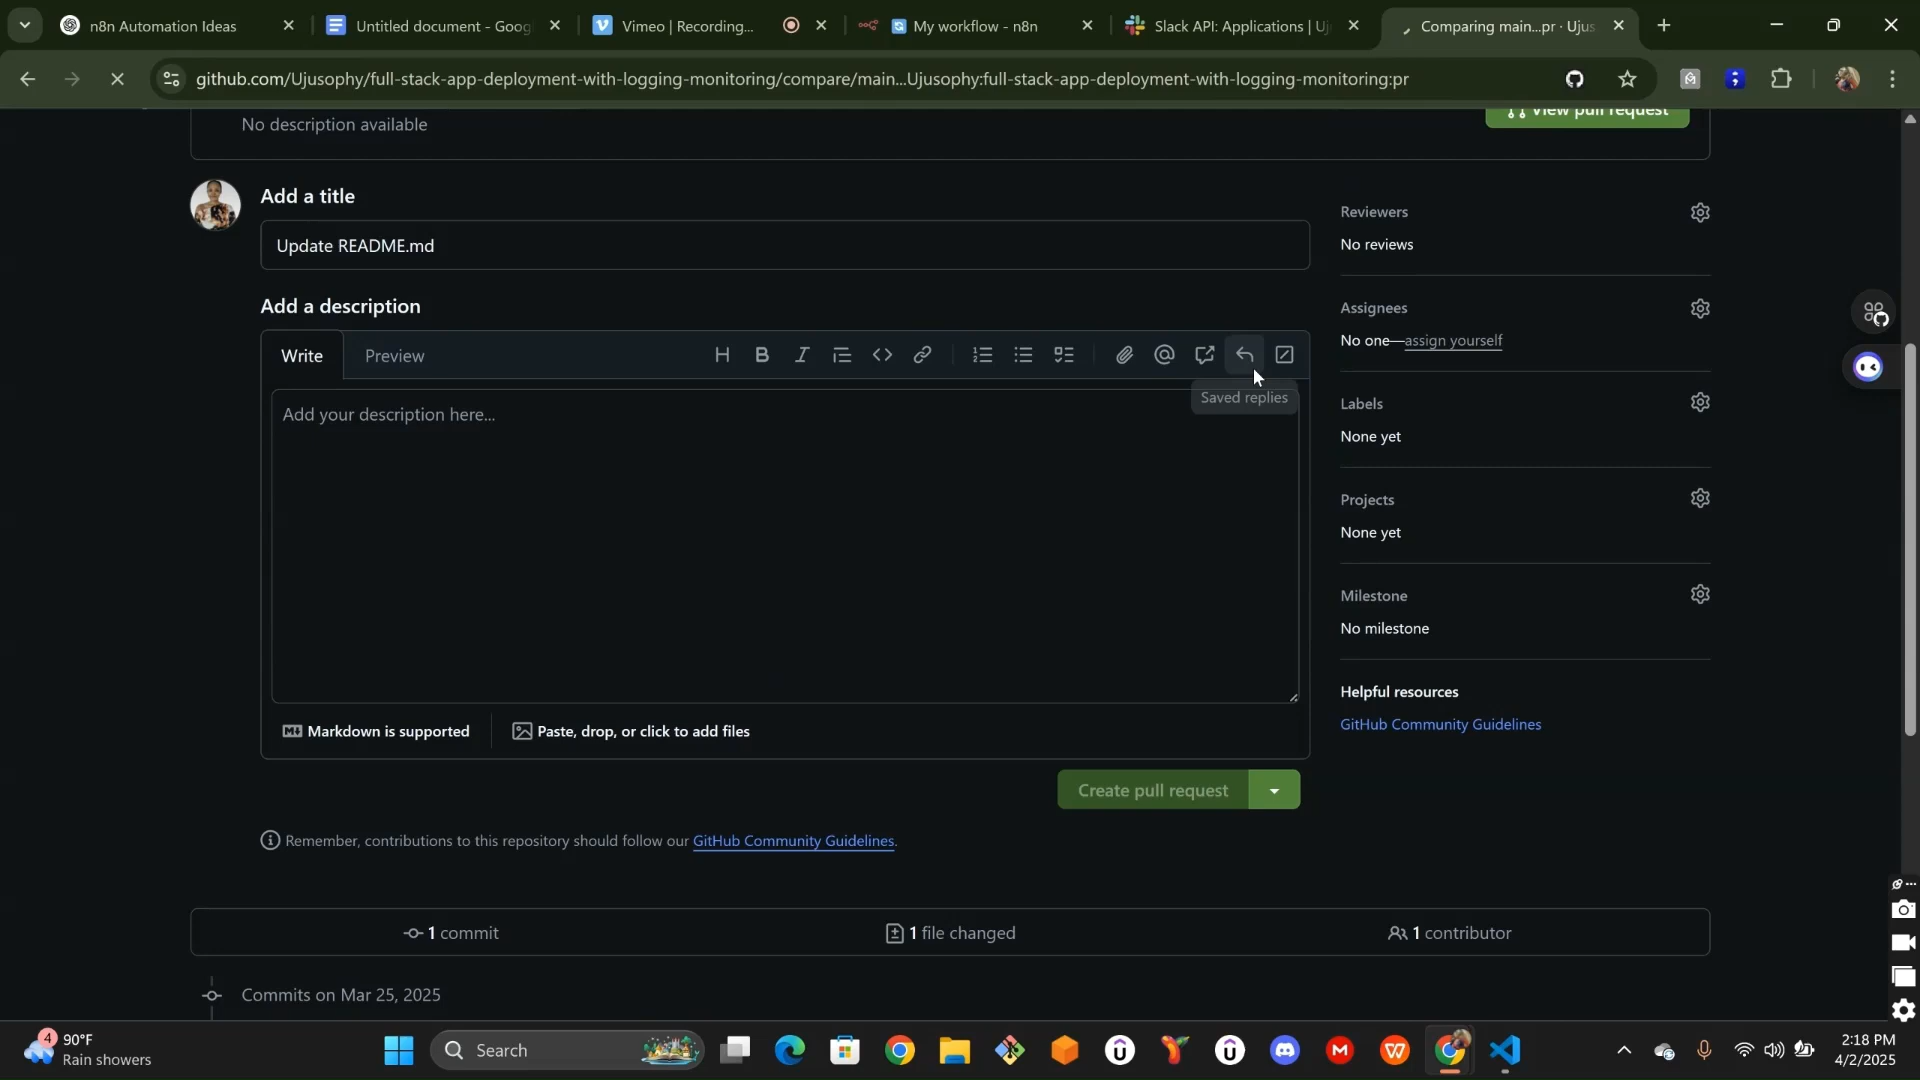 n8n Automation Ideas
Untitled document - Goog
Vimeo | Recording...
My workflow - n8n
Slack API: Applications | Uj
Comparing main...pr · Ujus
github.com/Ujusophy/full-stack-app-deployment-with-logging-monitoring/compare/main...Ujusophy:full-stack-app-deployment-with-logging-monitoring:pr
No description available
View pull request
Add a title
Update README.md
Add a description
Write
Preview
Saved replies
Add your description here...
Markdown is supported
Paste, drop, or click to add files
Create pull request
Remember, contributions to this repository should follow our GitHub Community Guidelines.
Reviewers
No reviews
Assignees
No one—assign yourself
Labels
None yet
Projects
None yet
Milestone
No milestone
Helpful resources
GitHub Community Guidelines
1 commit
1 file changed
1 contributor
Commits on Mar 25, 2025
4
90°F
Rain showers
Search
2:18 PM
4/2/2025